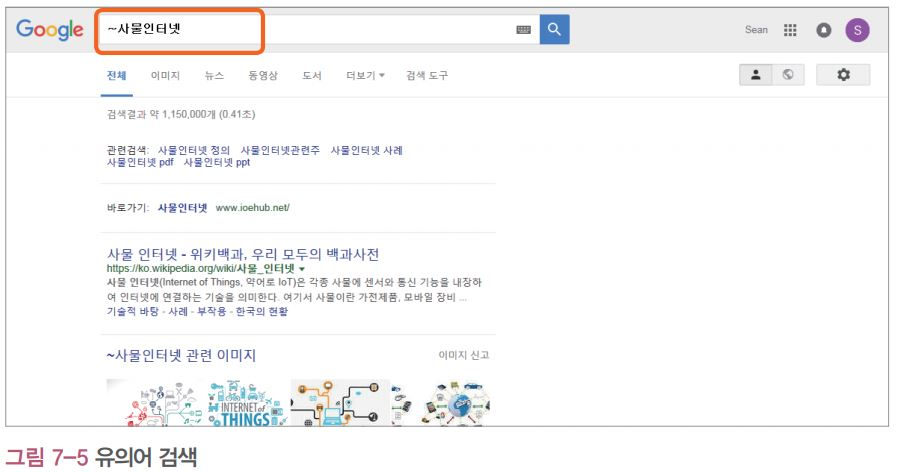 Google ~사물인터넷 Sean S
전체 이미지 뉴스 동영상 도서 더보기 검색 도구
검색결과 약 1,150,000개 (0.41초)
관련검색: 사물인터넷 정의 사물인터넷관련주 사물인터넷 사례
사물인터넷 pdf 사물인터넷 ppt
바로가기: 사물인터넷 www.ioehub.net/
사물 인터넷 - 위키백과, 우리 모두의 백과사전
https://ko.wikipedia.org/wiki/사물_인터넷
사물 인터넷(Internet of Things, 약어로 IoT)은 각종 사물에 센서와 통신 기능을 내장하
여 인터넷에 연결하는 기술을 의미한다. 여기서 사물이란 가전제품, 모바일 장비 ...
기술적 바탕 - 사례 - 부작용 - 한국의 현황
~사물인터넷 관련 이미지 이미지 신고
INTERNET of
THINGS
그림 7-5 유의어 검색